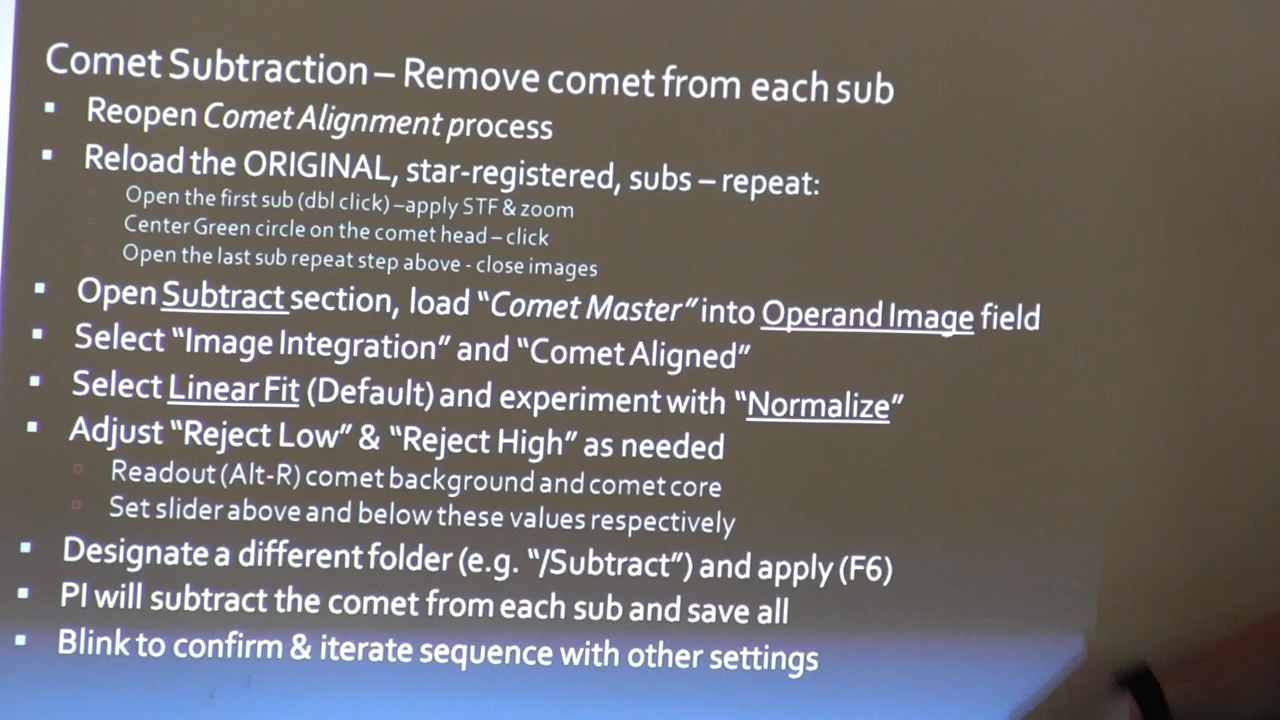 Comet Subtraction – Remove comet from each sub
▪ Reopen Comet Alignment process
▪ Reload the ORIGINAL, star-registered, subs – repeat:
Open the first sub (dbl click) –apply STF & zoom
Center Green circle on the comet head – click
Open the last sub repeat step above - close images
▪ Open Subtract section, load “Comet Master” into Operand Image field
▪ Select “Image Integration” and “Comet Aligned”
▪ Select Linear Fit (Default) and experiment with “Normalize”
▪ Adjust “Reject Low” & “Reject High” as needed
▫ Readout (Alt-R) comet background and comet core
▫ Set slider above and below these values respectively
▪ Designate a different folder (e.g. “/Subtract”) and apply (F6)
▪ PI will subtract the comet from each sub and save all
▪ Blink to confirm & iterate sequence with other settings